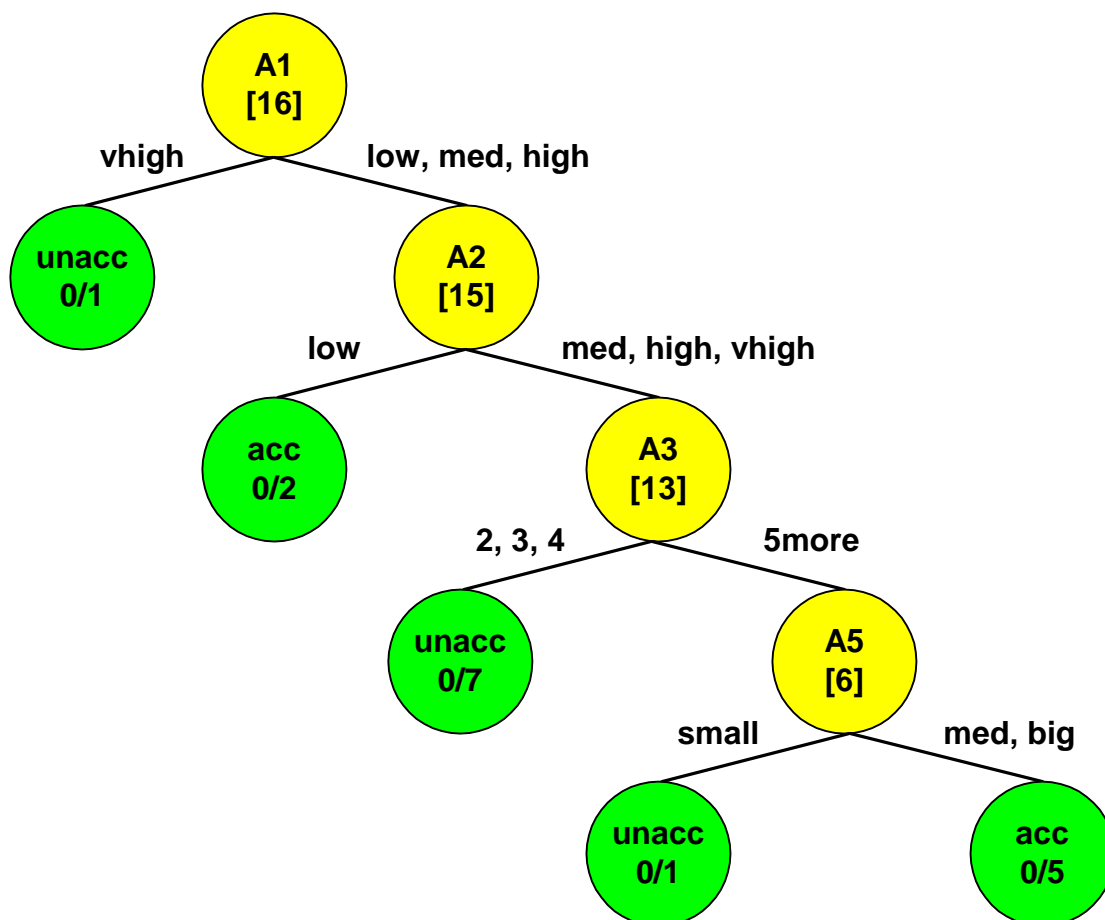 A1
[16]
vhigh
low, med, high
unacc
0/1
A2
[15]
low
med, high, vhigh
acc
0/2
A3
[13]
2, 3, 4
5more
unacc
0/7
A5
[6]
small
med, big
unacc
0/1
acc
0/5